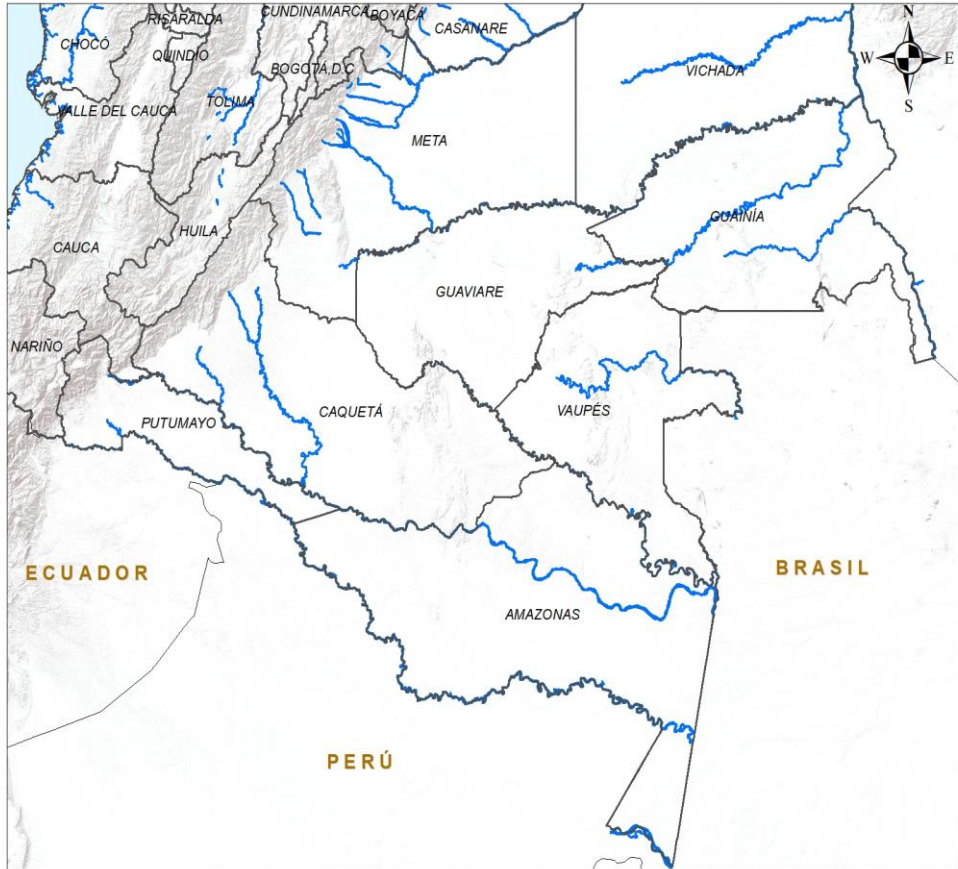 CUNDINAMARCA
BOYACÁ
RISARALDA
CASANARE
N
CHOCÓ
QUINDÍO
W
E
BOGOTÁ D.C
VICHADA
S
TOLIMA
VALLE DEL CAUCA
META
GUAINÍA
HUILA
CAUCA
GUAVIARE
NARIÑO
CAQUETÁ
VAUPÉS
PUTUMAYO
ECUADOR
BRASIL
AMAZONAS
PERÚ